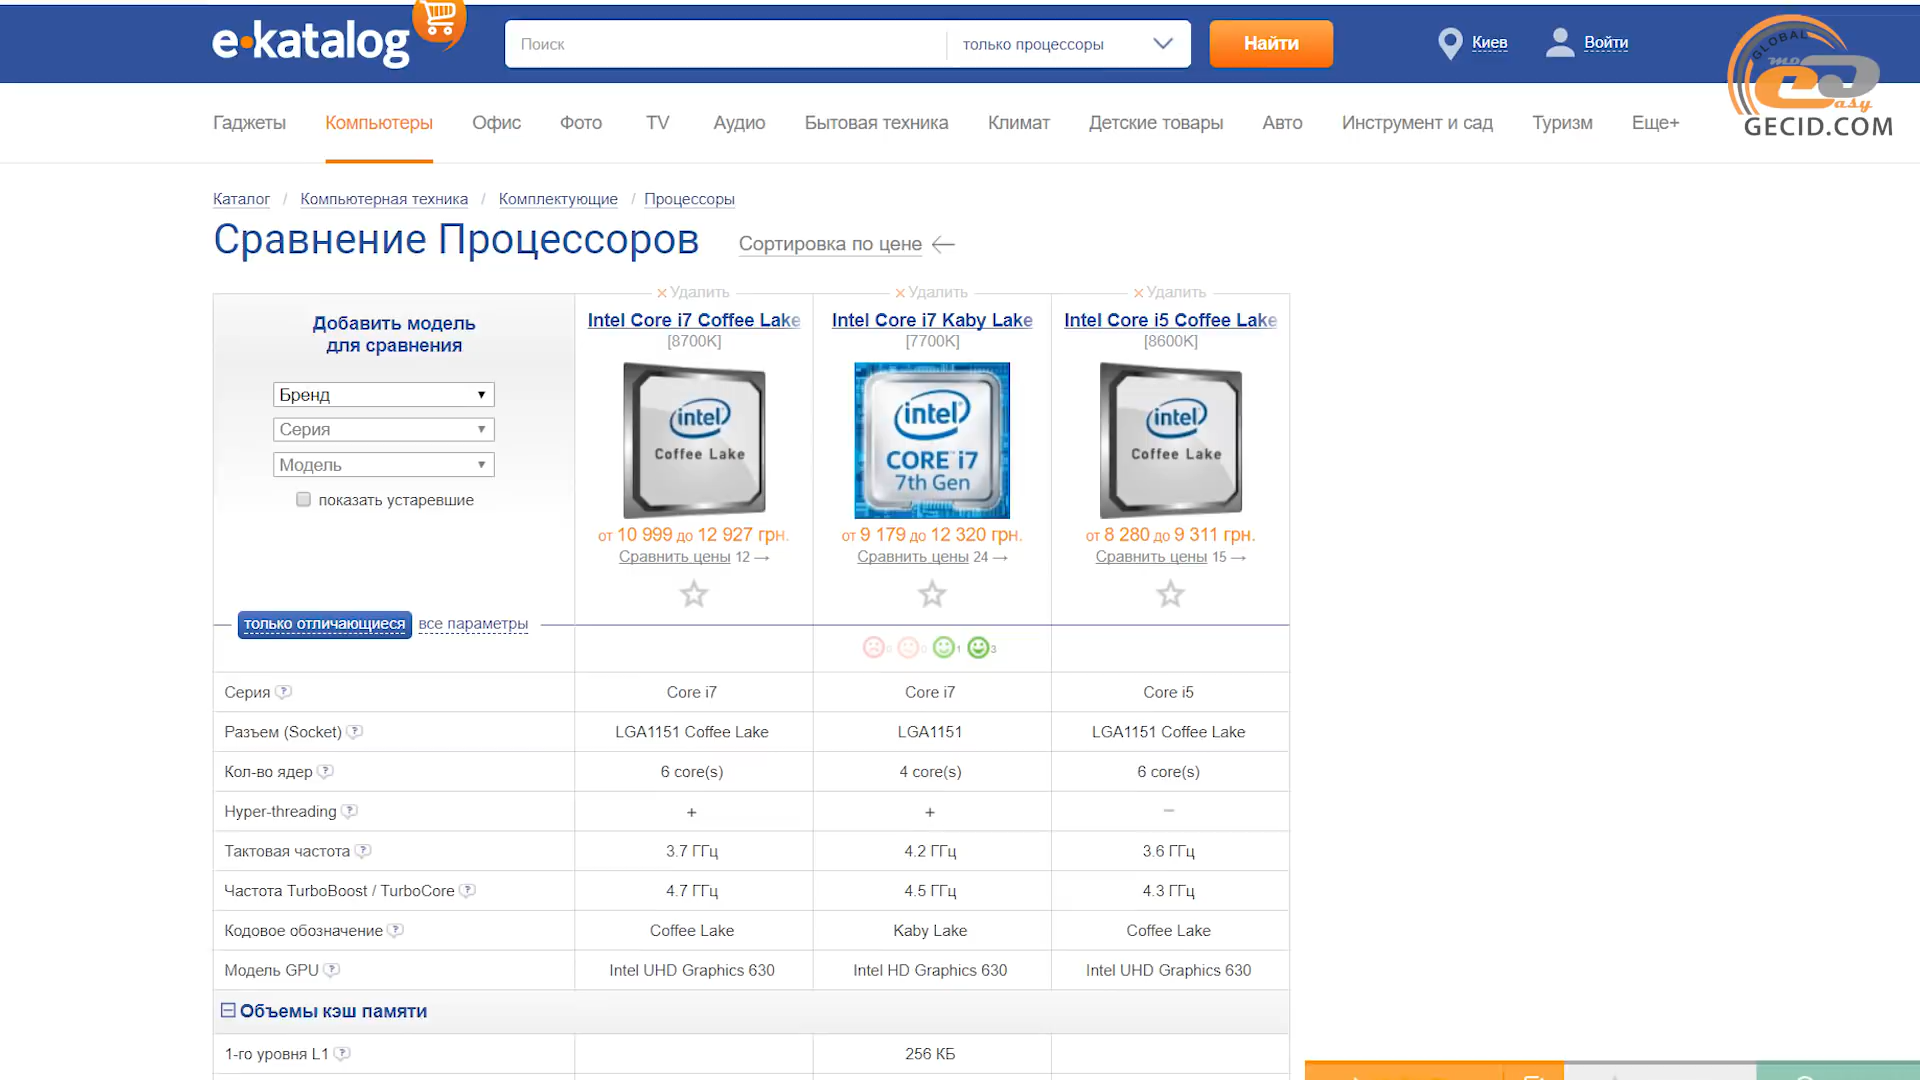 e•katalog
Поиск
только процессоры
Найти
Киев
Войти
GLOBAL
easy
GECID.COM
Гаджеты
Компьютеры
Офис
Фото
TV
Аудио
Бытовая техника
Климат
Детские товары
Авто
Инструмент и сад
Туризм
Еще+
Каталог / Компьютерная техника / Комплектующие / Процессоры
Сравнение Процессоров
Сортировка по цене ←
× Удалить
× Удалить
× Удалить
Добавить модель
для сравнения
Бренд
Серия
Модель
показать устаревшие
Intel Core i7 Coffee Lake
[8700K]
intel
Coffee Lake
от 10 999 до 12 927 грн.
Сравнить цены 12 →
Intel Core i7 Kaby Lake
[7700K]
intel
CORE i7
7th Gen
от 9 179 до 12 320 грн.
Сравнить цены 24 →
Intel Core i5 Coffee Lake
[8600K]
intel
Coffee Lake
от 8 280 до 9 311 грн.
Сравнить цены 15 →
только отличающиеся все параметры
0 0 1 3
Серия ? Core i7 Core i7 Core i5
Разъем (Socket) ? LGA1151 Coffee Lake LGA1151 LGA1151 Coffee Lake
Кол-во ядер ? 6 core(s) 4 core(s) 6 core(s)
Hyper-threading ? + + −
Тактовая частота ? 3.7 ГГц 4.2 ГГц 3.6 ГГц
Частота TurboBoost / TurboCore ? 4.7 ГГц 4.5 ГГц 4.3 ГГц
Кодовое обозначение ? Coffee Lake Kaby Lake Coffee Lake
Модель GPU ? Intel UHD Graphics 630 Intel HD Graphics 630 Intel UHD Graphics 630
Объемы кэш памяти
1-го уровня L1 ? 256 КБ